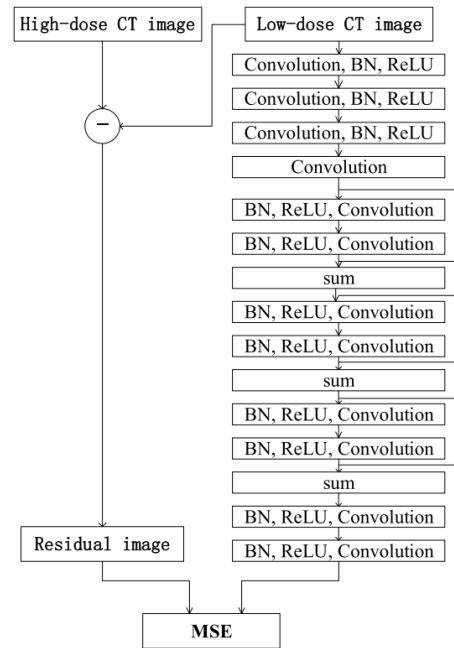 High-dose CT image
Low-dose CT image
Convolution, BN, ReLU
Convolution, BN, ReLU
−
Convolution, BN, ReLU
Convolution
BN, ReLU, Convolution
BN, ReLU, Convolution
sum
BN, ReLU, Convolution
BN, ReLU, Convolution
sum
BN, ReLU, Convolution
BN, ReLU, Convolution
sum
BN, ReLU, Convolution
Residual image
BN, ReLU, Convolution
MSE